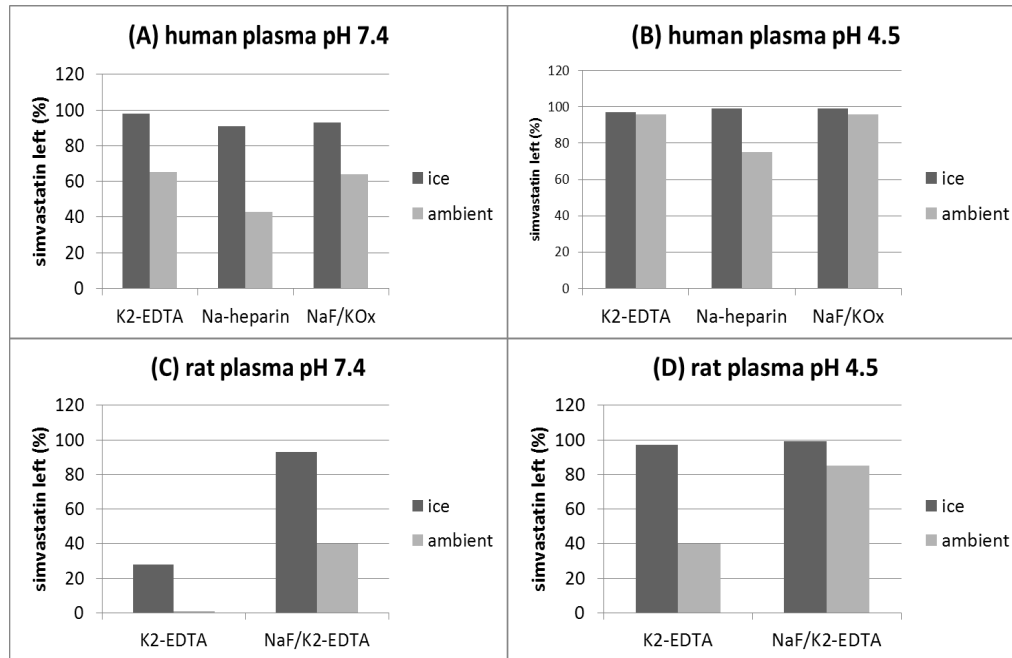 (A) human plasma pH 7.4
simvastatin left (%)
120
100
80
60
40
20
0
K2-EDTA Na-heparin NaF/KOx
ice
ambient
(B) human plasma pH 4.5
simvastatin left (%)
120
100
80
60
40
20
0
K2-EDTA Na-heparin NaF/KOx
ice
ambient
(C) rat plasma pH 7.4
simvastatin left (%)
120
100
80
60
40
20
0
K2-EDTA NaF/K2-EDTA
ice
ambient
(D) rat plasma pH 4.5
simvastatin left (%)
120
100
80
60
40
20
0
K2-EDTA NaF/K2-EDTA
ice
ambient